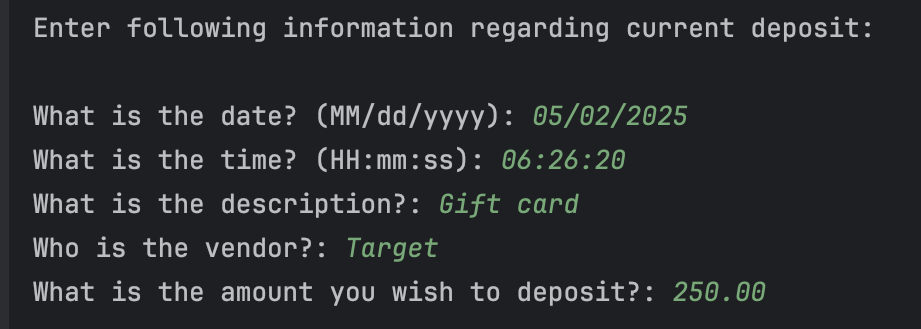 Enter following information regarding current deposit:
What is the date? (MM/dd/yyyy): 05/02/2025
What is the time? (HH:mm:ss): 06:26:20
What is the description?: Gift card
Who is the vendor?: Target
What is the amount you wish to deposit?: 250.00